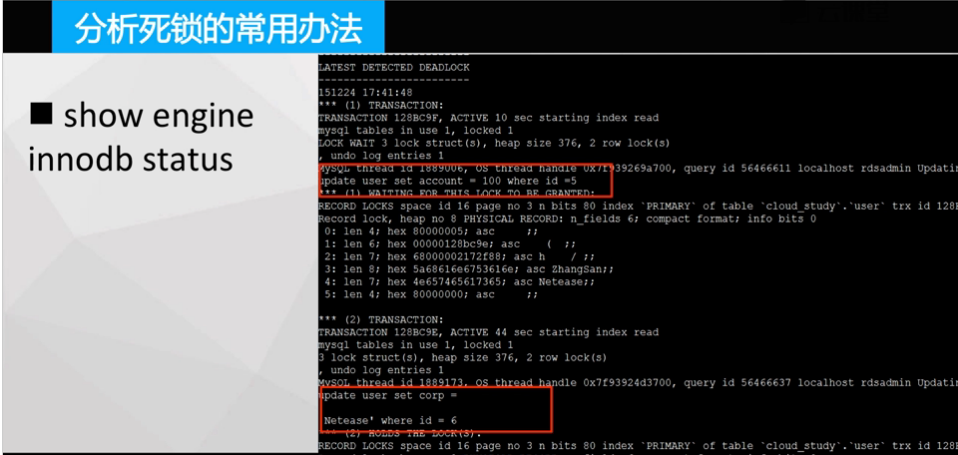 分析死锁的常用办法
■ show engine
innodb status
------------------------
LATEST DETECTED DEADLOCK
------------------------
151224 17:41:48
*** (1) TRANSACTION:
TRANSACTION 128BC9F, ACTIVE 10 sec starting index read
mysql tables in use 1, locked 1
LOCK WAIT 3 lock struct(s), heap size 376, 2 row lock(s)
, undo log entries 1
MySQL thread id 1889006, OS thread handle 0x7f939269a700, query id 56466611 localhost rdsadmin Updatin
update user set account = 100 where id =5
*** (1) WAITING FOR THIS LOCK TO BE GRANTED:
RECORD LOCKS space id 16 page no 3 n bits 80 index `PRIMARY` of table `cloud_study`.`user` trx id 128
Record lock, heap no 8 PHYSICAL RECORD: n_fields 6; compact format; info bits 0
0: len 4; hex 80000005; asc     ;;
1: len 6; hex 00000128bc9e; asc    (  ;;
2: len 7; hex 68000002172f88; asc h    / ;;
3: len 8; hex 5a68616e6753616e; asc ZhangSan;;
4: len 7; hex 4e657465617365; asc Netease;;
5: len 4; hex 80000000; asc     ;;
*** (2) TRANSACTION:
TRANSACTION 128BC9E, ACTIVE 44 sec starting index read
mysql tables in use 1, locked 1
3 lock struct(s), heap size 376, 2 row lock(s)
, undo log entries 1
MySQL thread id 1889173, OS thread handle 0x7f93924d3700, query id 56466637 localhost rdsadmin Updatin
update user set corp =
Netease' where id = 6
*** (2) HOLDS THE LOCK(S):
RECORD LOCKS space id 16 page no 3 n bits 80 index `PRIMARY` of table `cloud_study`.`user` trx id 128